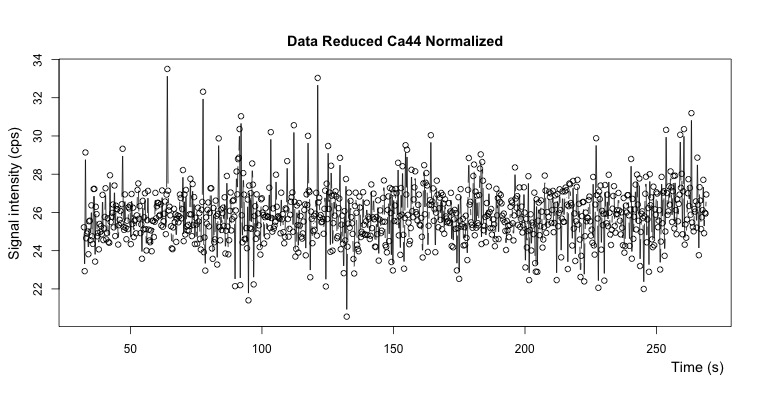 Data Reduced Ca44 Normalized
Signal intensity (cps)
34
32
30
28
26
24
22
50 100 150 200 250
Time (s)